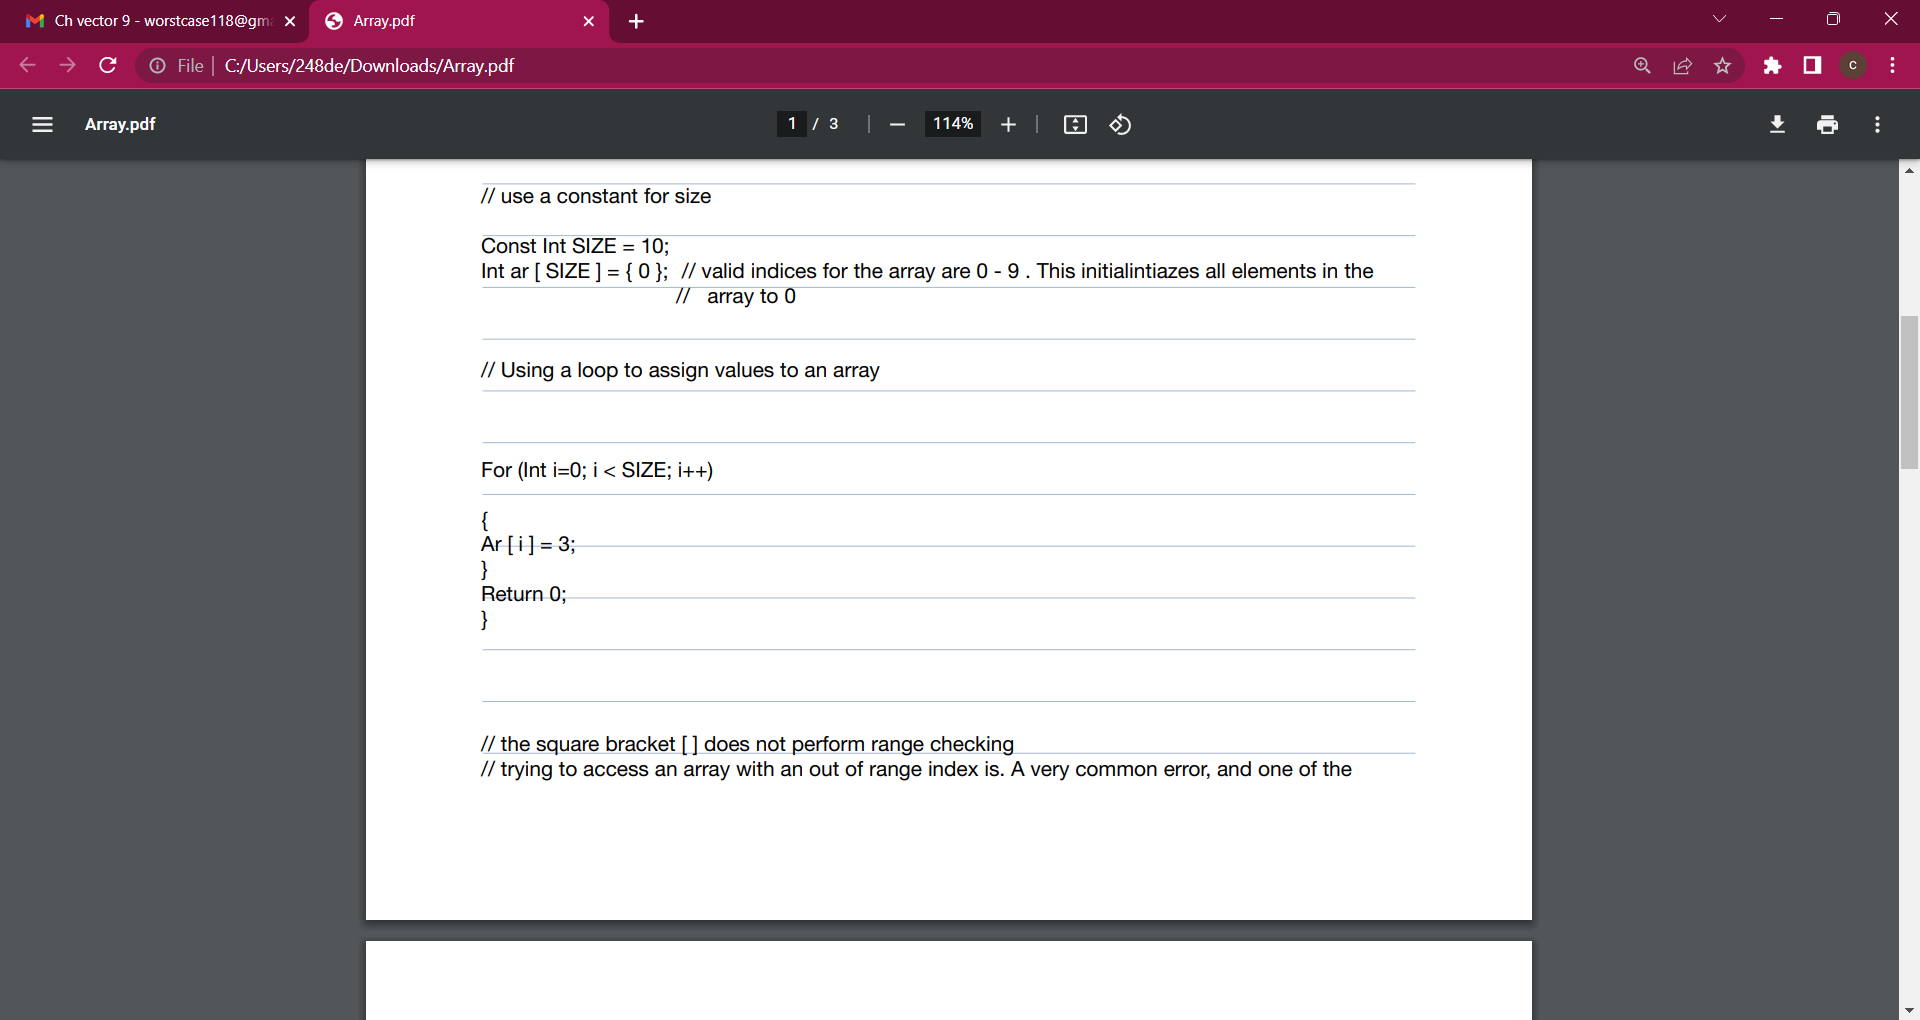 Ch vector 9 - worstcase118@gm
Array.pdf
File
C:/Users/248de/Downloads/Array.pdf
c
Array.pdf
1 / 3
114%
// use a constant for size
Const Int SIZE = 10;
Int ar [ SIZE ] = { 0 }; // valid indices for the array are 0 - 9 . This initialintiazes all elements in the
// array to 0
// Using a loop to assign values to an array
For (Int i=0; i < SIZE; i++)
{
Ar [ i ] = 3;
}
Return 0;
}
// the square bracket [ ] does not perform range checking
// trying to access an array with an out of range index is. A very common error, and one of the